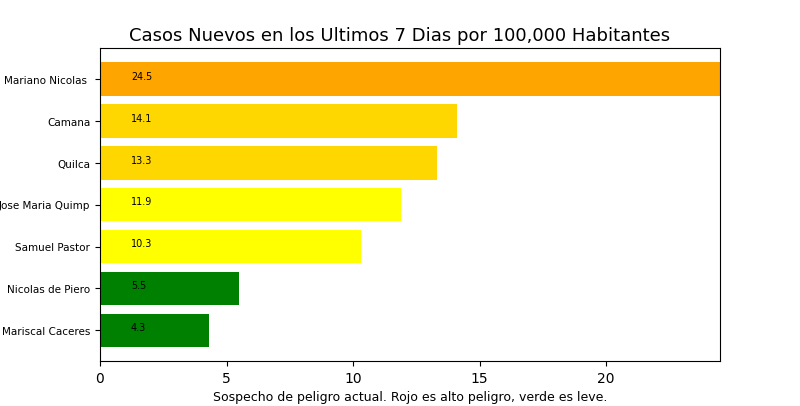 Casos Nuevos en los Ultimos 7 Dias por 100,000 Habitantes
Mariano Nicolas 24.5
Camana 14.1
Quilca 13.3
Jose Maria Quimp 11.9
Samuel Pastor 10.3
Nicolas de Piero 5.5
Mariscal Caceres 4.3
0 5 10 15 20
Sospecho de peligro actual. Rojo es alto peligro, verde es leve.